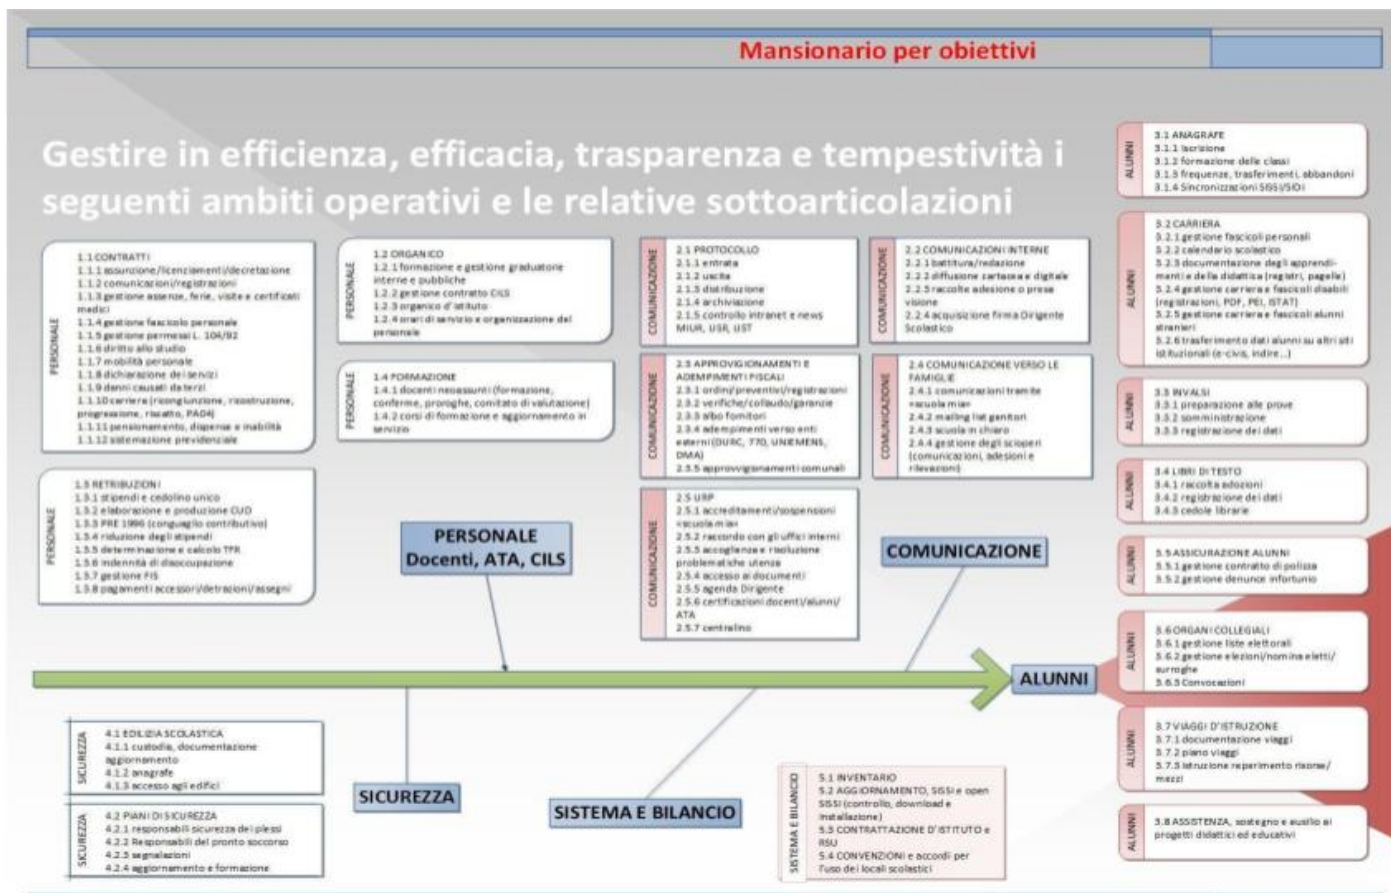 Mansionario per obiettivi
Gestire in efficienza, efficacia, trasparenza e tempestività i
seguenti ambiti operativi e le relative sottoarticolazioni
PERSONALE
1.1 CONTRATTI
1.1.1 assunzione/licenziamenti/decretazione
1.1.2 comunicazioni/registrazioni
1.1.3 gestione assenze, ferie, visite e certificati
medici
1.1.4 gestione fascicolo personale
1.1.5 gestione permessi L. 104/92
1.1.6 diritto allo studio
1.1.7 mobilità personale
1.1.8 dichiarazione dei servizi
1.1.9 danni causati da terzi
1.1.10 carriera (ricongiunzione, ricostruzione,
progressione, riscatto, PA04)
1.1.11 pensionamento, dispense e inabilità
1.1.12 sistemazione previdenziale
PERSONALE
1.2 ORGANICO
1.2.1 formazione e gestione graduatorie
interne e pubbliche
1.2.2 gestione contratto CILS
1.2.3 organico d'istituto
1.2.4 orari di servizio e organizzazione del
personale
PERSONALE
1.4 FORMAZIONE
1.4.1 docenti neoassunti (formazione,
conferme, proroghe, comitato di valutazione)
1.4.2 corsi di formazione e aggiornamento in
servizio
PERSONALE
1.3 RETRIBUZIONI
1.3.1 stipendi e cedolino unico
1.3.2 elaborazione e produzione CUD
1.3.3 PRE 1996 (conguaglio contributivo)
1.3.4 riduzione degli stipendi
1.3.5 determinazione e calcolo TFR
1.3.6 indennità di disoccupazione
1.3.7 gestione FIS
1.3.8 pagamenti accessori/detrazioni/assegni
COMUNICAZIONE
2.1 PROTOCOLLO
2.1.1 entrata
2.1.2 uscita
2.1.3 distribuzione
2.1.4 archiviazione
2.1.5 controllo intranet e news
MIUR, USR, UST
COMUNICAZIONE
2.2 COMUNICAZIONI INTERNE
2.2.1 battitura/redazione
2.2.2 diffusione cartacea e digitale
2.2.3 raccolte adesione o presa
visione
2.2.4 acquisizione firma Dirigente
Scolastico
COMUNICAZIONE
2.3 APPROVIGIONAMENTI E
ADEMPIMENTI FISCALI
2.3.1 ordini/preventivi/registrazioni
2.3.2 verifiche/collaudo/garanzie
2.3.3 albo fornitori
2.3.4 adempimenti verso enti
esterni (DURC, 770, UNIEMENS,
DMA)
2.3.5 approvvigionamenti comunali
COMUNICAZIONE
2.4 COMUNICAZIONE VERSO LE
FAMIGLIE
2.4.1 comunicazioni tramite
«scuola mia»
2.4.2 mailing list genitori
2.4.3 scuola in chiaro
2.4.4 gestione degli scioperi
(comunicazioni, adesioni e
rilevazioni)
COMUNICAZIONE
2.5 URP
2.5.1 accreditamenti/sospensioni
«scuola mia»
2.5.2 raccordo con gli uffici interni
2.5.3 accoglienza e risoluzione
problematiche utenza
2.5.4 accesso ai documenti
2.5.5 agenda Dirigente
2.5.6 certificazioni docenti/alunni/
ATA
2.5.7 centralino
ALUNNI
3.1 ANAGRAFE
3.1.1 Iscrizione
3.1.2 formazione delle classi
3.1.3 frequenze, trasferimenti, abbandoni
3.1.4 Sincronizzazioni SISSI/SIDI
ALUNNI
3.2 CARRIERA
3.2.1 gestione fascicoli personali
3.2.2 calendario scolastico
3.2.3 documentazione degli apprendi-
menti e della didattica (registri, pagelle)
3.2.4 gestione carriera e fascicoli disabili
(registrazioni, PDF, PEI, ISTAT)
3.2.5 gestione carriera e fascicoli alunni
stranieri
3.2.6 trasferimento dati alunni su altri siti
istituzionali (e-civis, indire...)
ALUNNI
3.3 INVALSI
3.3.1 preparazione alle prove
3.3.2 somministrazione
3.3.3 registrazione dei dati
ALUNNI
3.4 LIBRI DI TESTO
3.4.1 raccolta adozioni
3.4.2 registrazione dei dati
3.4.3 cedole librarie
ALUNNI
3.5 ASSICURAZIONE ALUNNI
3.5.1 gestione contratto di polizza
3.5.2 gestione denunce infortunio
ALUNNI
3.6 ORGANI COLLEGIALI
3.6.1 gestione liste elettorali
3.6.2 gestione elezioni/nomina eletti/
surroghe
3.6.3 Convocazioni
ALUNNI
3.7 VIAGGI D'ISTRUZIONE
3.7.1 documentazione viaggi
3.7.2 piano viaggi
3.7.3 istruzione reperimento risorse/
mezzi
ALUNNI
3.8 ASSISTENZA, sostegno e ausilio ai
progetti didattici ed educativi
PERSONALE
Docenti, ATA, CILS
COMUNICAZIONE
ALUNNI
SICUREZZA
SISTEMA E BILANCIO
SICUREZZA
4.1 EDILIZIA SCOLASTICA
4.1.1 custodia, documentazione
aggiornamento
4.1.2 anagrafe
4.1.3 accesso agli edifici
SICUREZZA
4.2 PIANI DI SICUREZZA
4.2.1 responsabili sicurezza dei plessi
4.2.2 Responsabili del pronto soccorso
4.2.3 segnalazioni
4.2.4 aggiornamento e formazione
SISTEMA E BILANCIO
5.1 INVENTARIO
5.2 AGGIORNAMENTO, SISSI e open
SISSI (controllo, download e
installazione)
5.3 CONTRATTAZIONE D'ISTITUTO e
RSU
5.4 CONVENZIONI e accordi per
l'uso dei locali scolastici